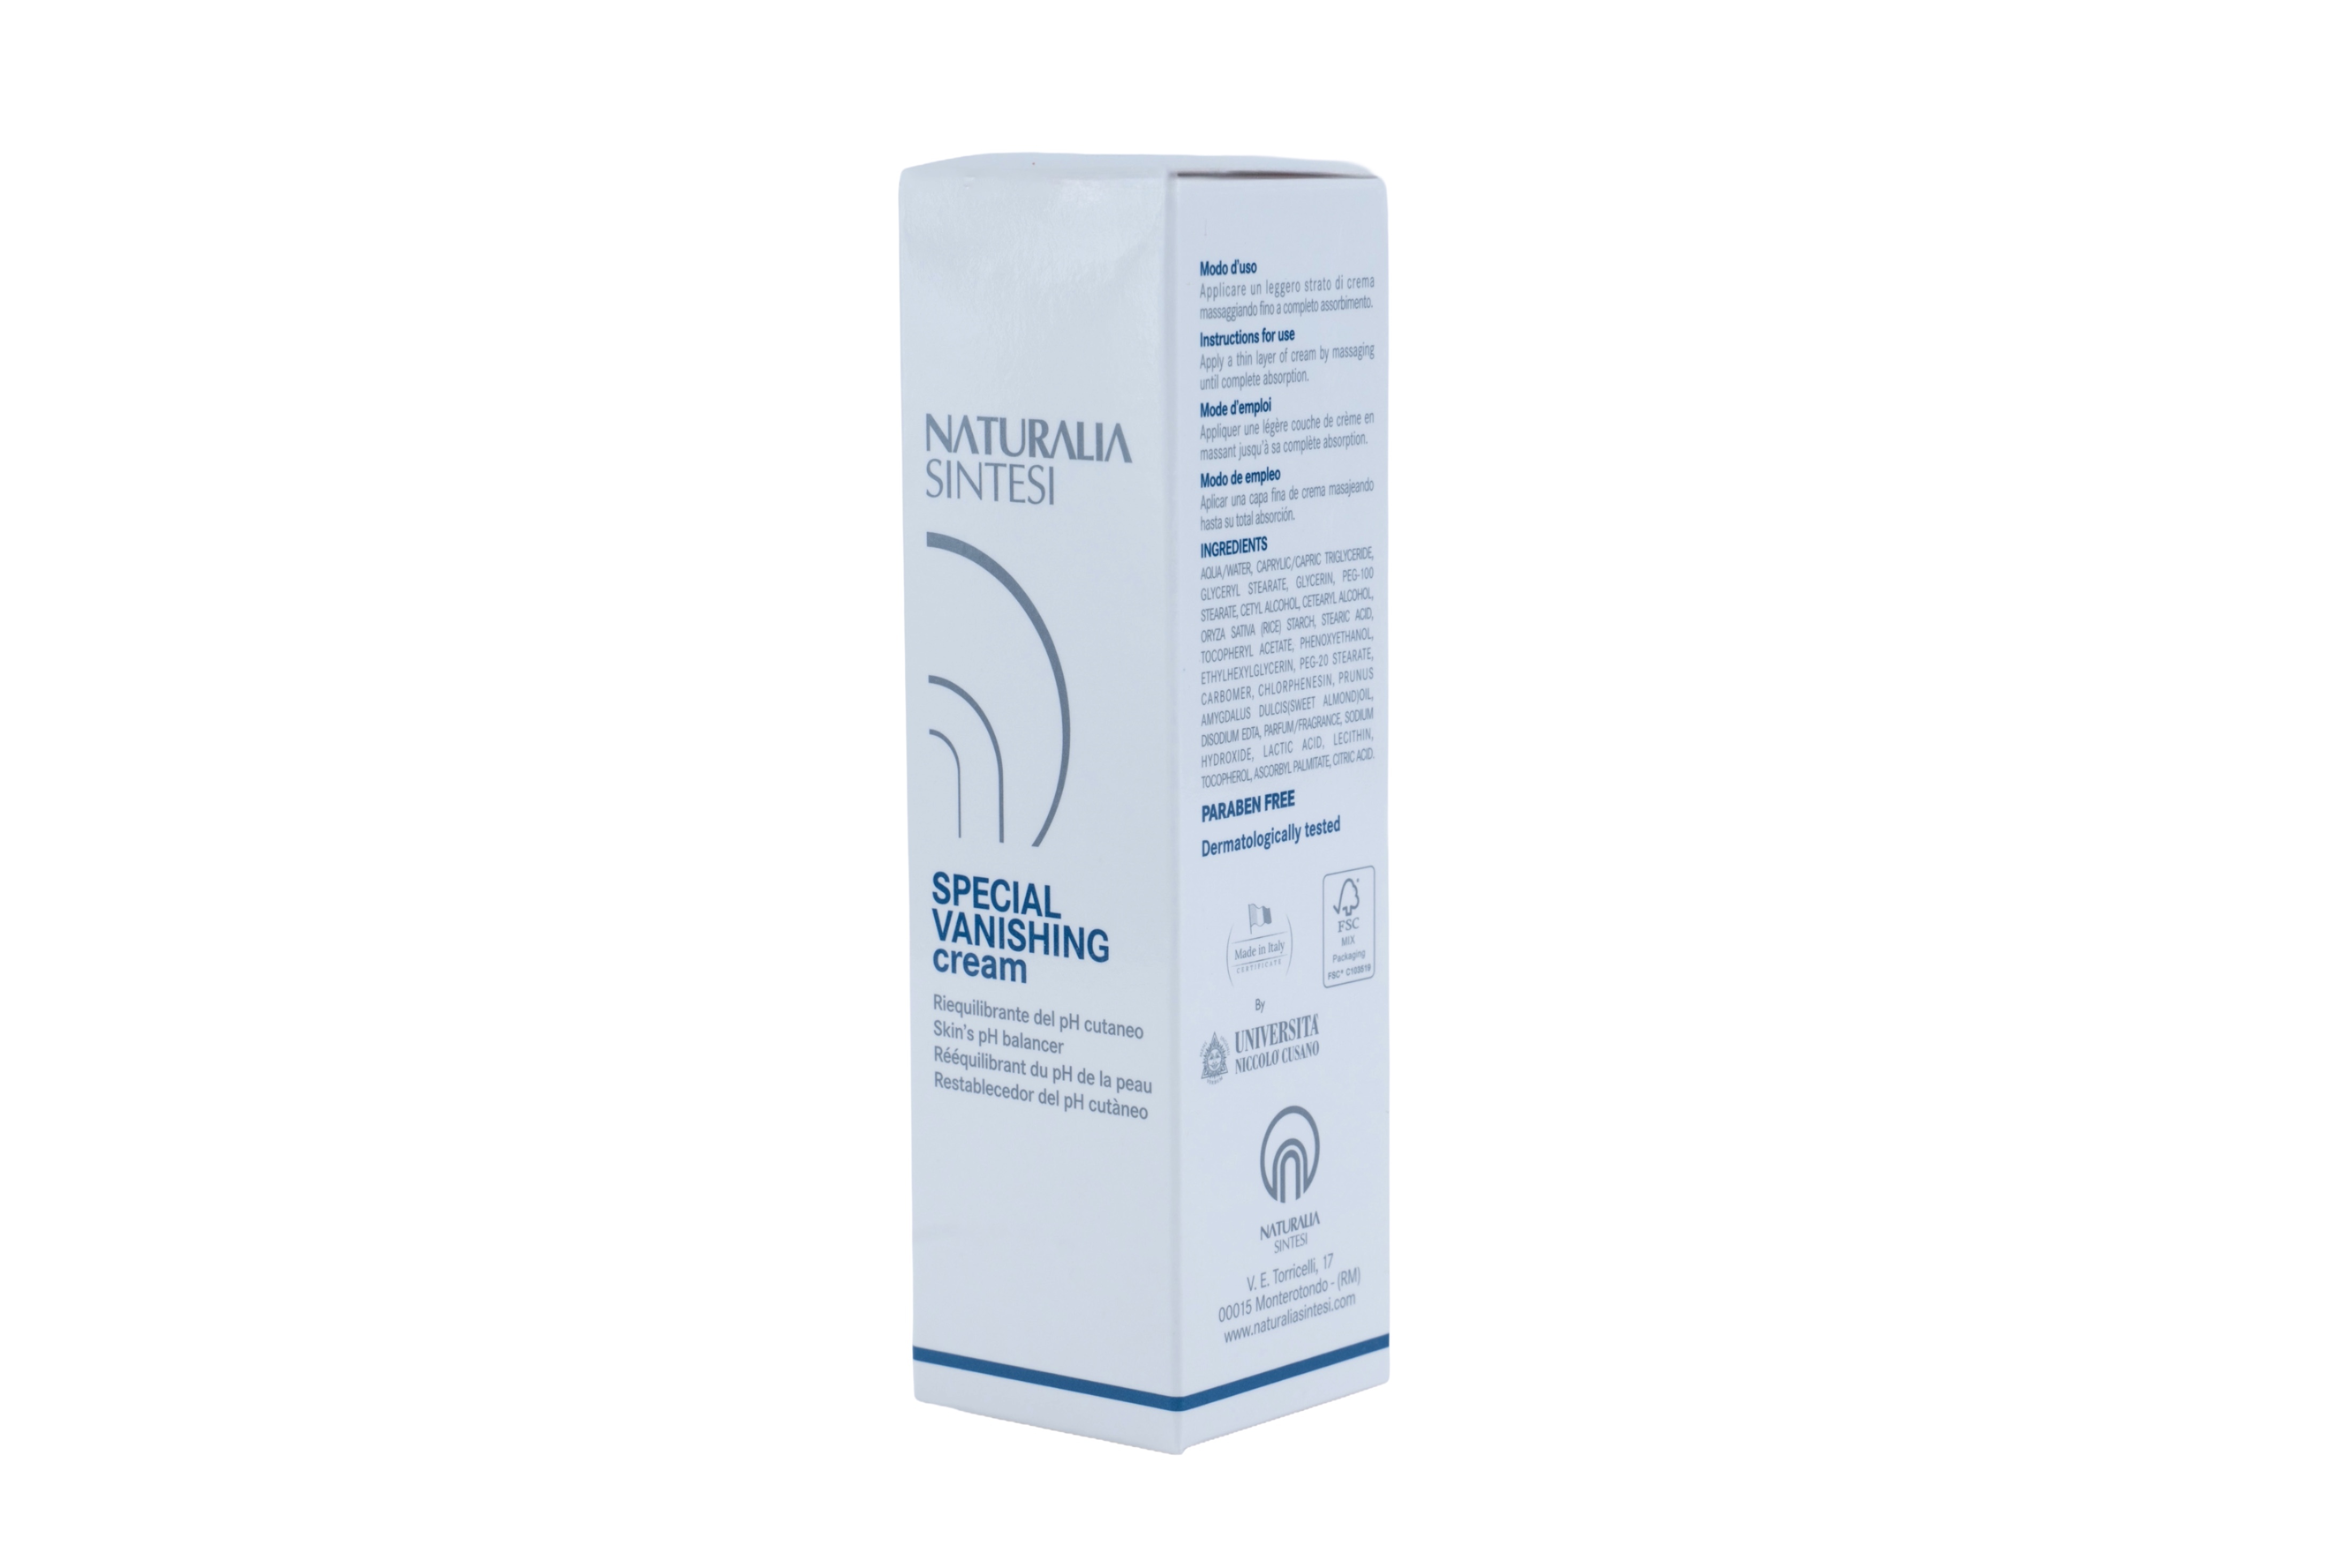 NATURALIA
SINTESI
SPECIAL
VANISHING
cream
Riequilibrante del pH cutaneo
Skin's pH balancer
Rééquilibrant du pH de la peau
Restablecedor del pH cutàneo
Modo d'uso
Applicare un leggero strato di crema
massaggiando fino a completo assorbimento.
Instructions for use
Apply a thin layer of cream by massaging
until complete absorption.
Mode d'emploi
Appliquer une légère couche de crème en
massant jusqu'à sa complète absorption.
Modo de empleo
Aplicar una capa fina de crema masajeando
hasta su total absorción.
INGREDIENTS
AQUA/WATER, CAPRYLIC/CAPRIC TRIGLYCERIDE,
GLYCERYL STEARATE, GLYCERIN, PEG-100
STEARATE, CETYL ALCOHOL, CETEARYL ALCOHOL,
ORYZA SATIVA (RICE) STARCH, STEARIC ACID,
TOCOPHERYL ACETATE, PHENOXYETHANOL,
ETHYLHEXYLGLYCERIN, PEG-20 STEARATE,
CARBOMER, CHLORPHENESIN, PRUNUS
AMYGDALUS DULCIS(SWEET ALMOND)OIL,
DISODIUM EDTA, PARFUM/FRAGRANCE, SODIUM
HYDROXIDE, LACTIC ACID, LECITHIN,
TOCOPHEROL, ASCORBYL PALMITATE, CITRIC ACID.
PARABEN FREE
Dermatologically tested
Made in Italy
CERTIFICATE
FSC
MIX
Packaging
FSC® C103519
By
UNIVERSITÁ
NICCOLO' CUSANO
NATURALIA
SINTESI
V. E. Torricelli, 17
00015 Monterotondo - (RM)
www.naturaliasintesi.com